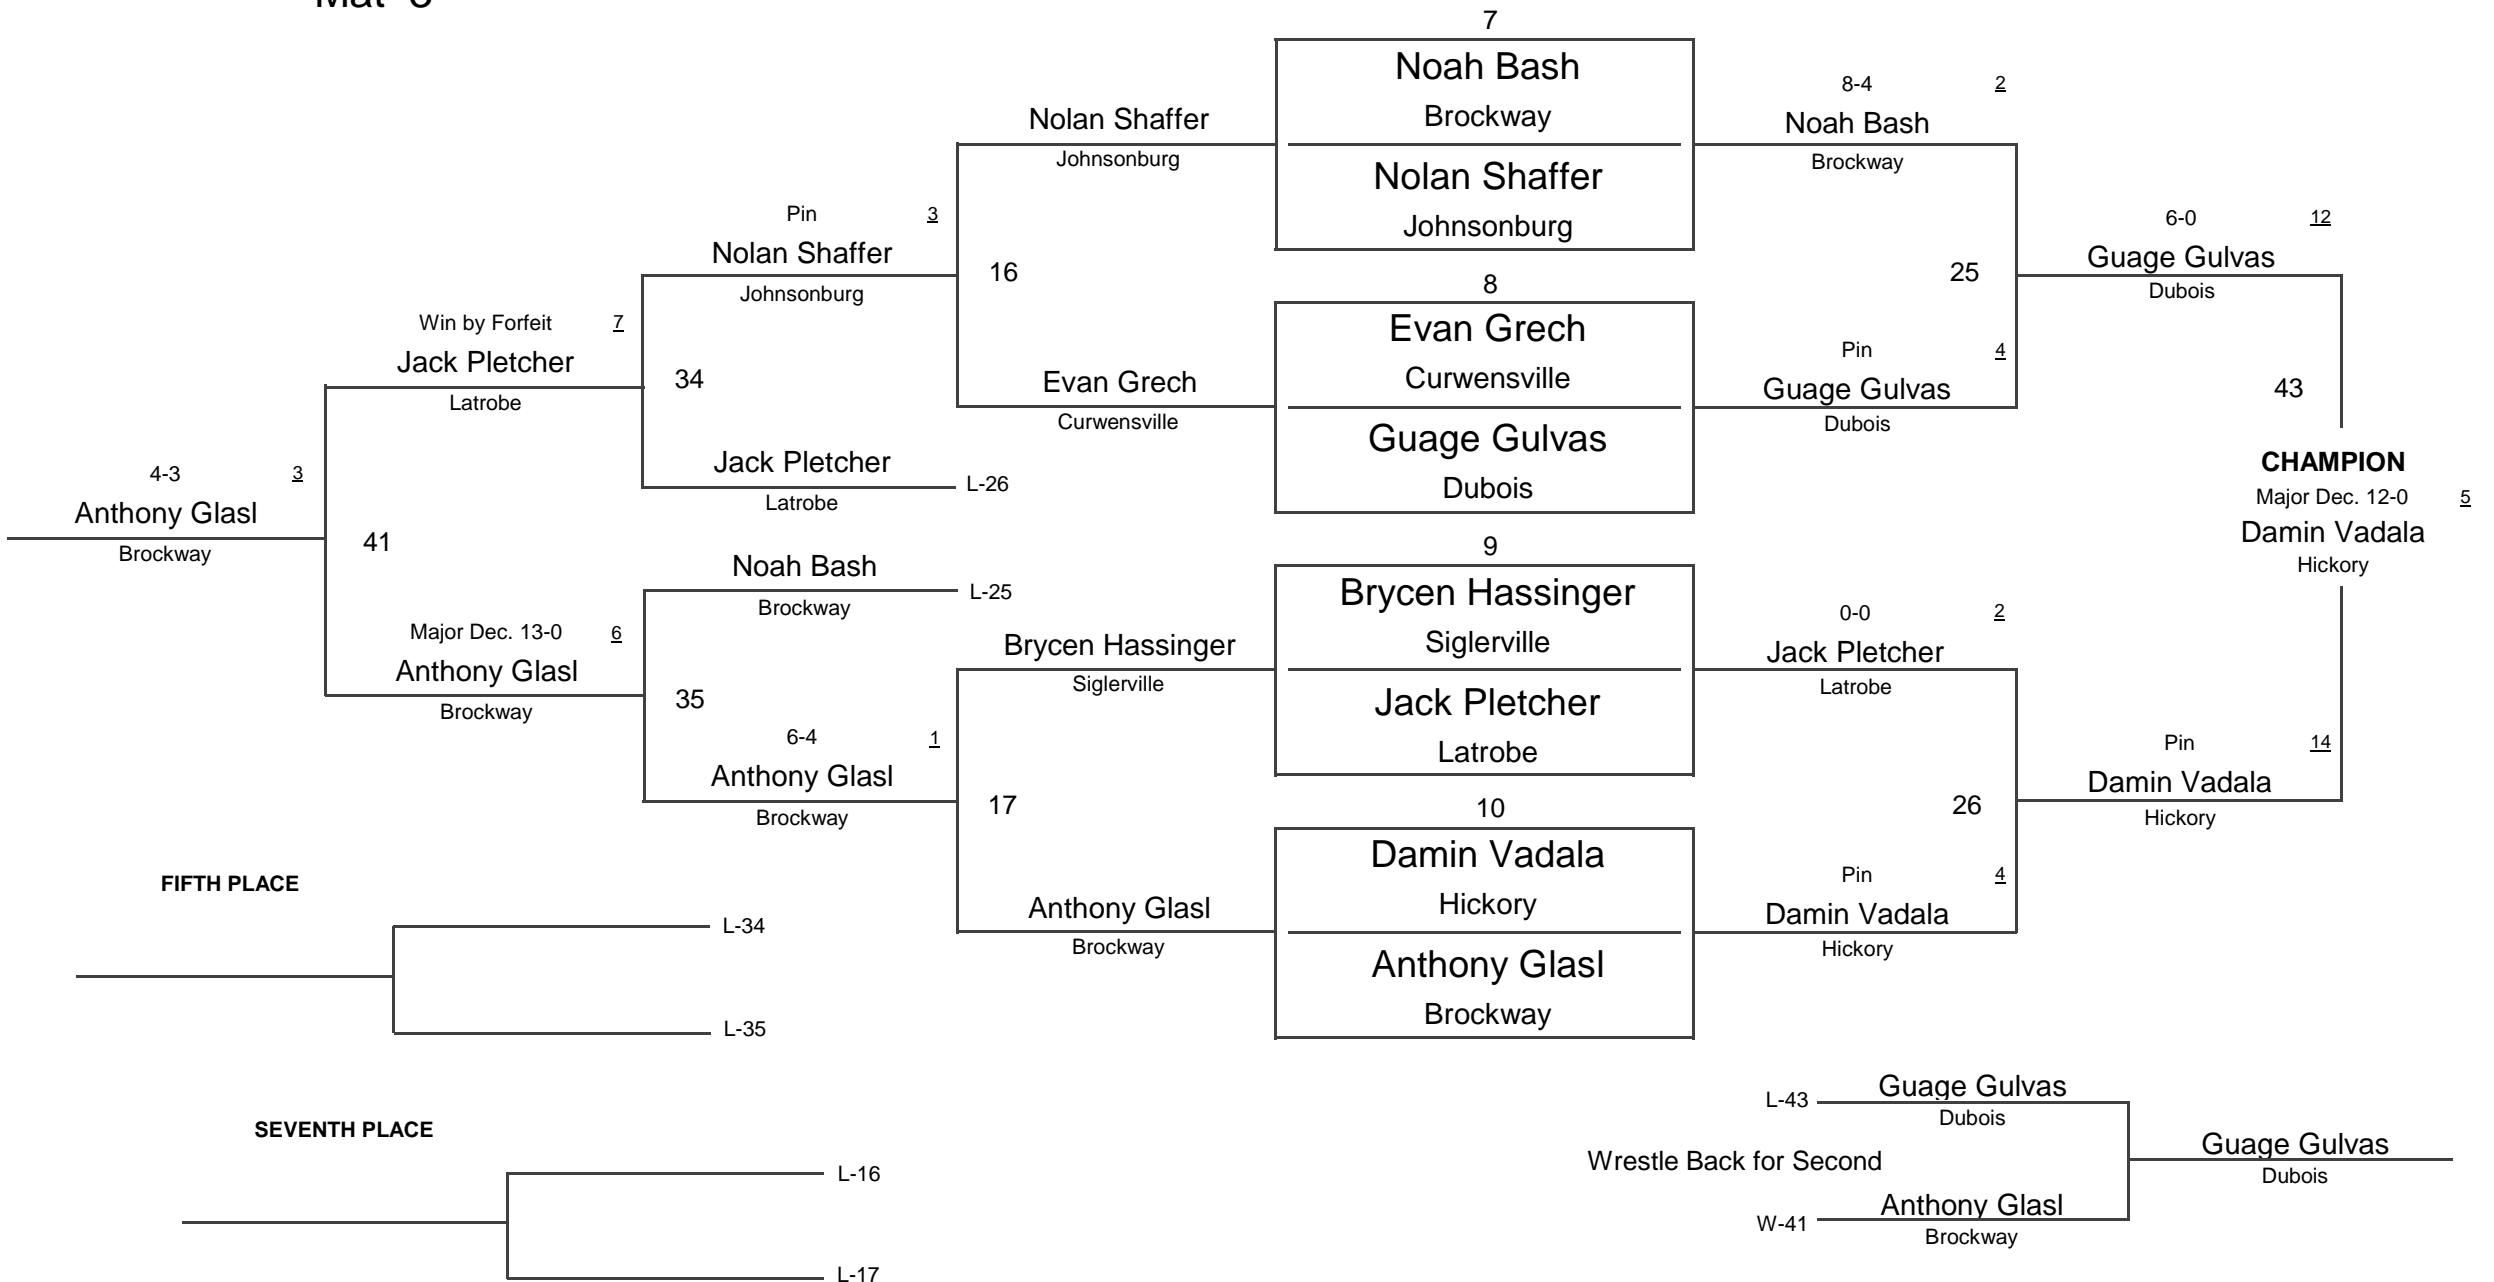 7
Noah Bash
8-4
2
Nolan Shaffer
Brockway
Noah Bash
Johnsonburg
Brockway
Nolan Shaffer
Pin
3
Johnsonburg
6-0
12
Nolan Shaffer
16
25
Guage Gulvas
Johnsonburg
8
Dubois
Win by Forfeit
7
Evan Grech
Pin
4
Jack Pletcher
34
Evan Grech
Curwensville
Guage Gulvas
43
Latrobe
Curwensville
Guage Gulvas
Dubois
Jack Pletcher
L-26
Dubois
CHAMPION
4-3
3
Latrobe
Major Dec. 12-0
5
Anthony Glasl
Damin Vadala
Brockway
41
9
Hickory
Noah Bash
L-25
Brycen Hassinger
Brockway
0-0
2
Major Dec. 13-0
6
Brycen Hassinger
Siglerville
Jack Pletcher
Anthony Glasl
Siglerville
Latrobe
Brockway
35
Jack Pletcher
6-4
1
Latrobe
Pin
14
Anthony Glasl
17
10
26
Damin Vadala
Brockway
Hickory
Damin Vadala
Pin
4
FIFTH PLACE
Anthony Glasl
Hickory
Damin Vadala
L-34
Brockway
Hickory
Anthony Glasl
L-35
Brockway
L-43
Guage Gulvas
Dubois
SEVENTH PLACE
Wrestle Back for Second
Guage Gulvas
L-16
Dubois
W-41
Anthony Glasl
Brockway
L-17